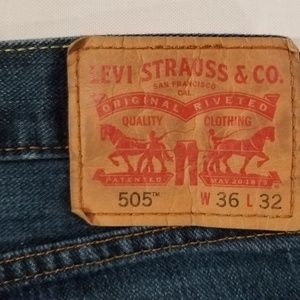 LEVI STRAUSS & CO.
SAN FRANCISCO
CAL.
ORIGINAL RIVETED
QUALITY CLOTHING
PATENTED MAY 20 1873
505™ W 36 L 32